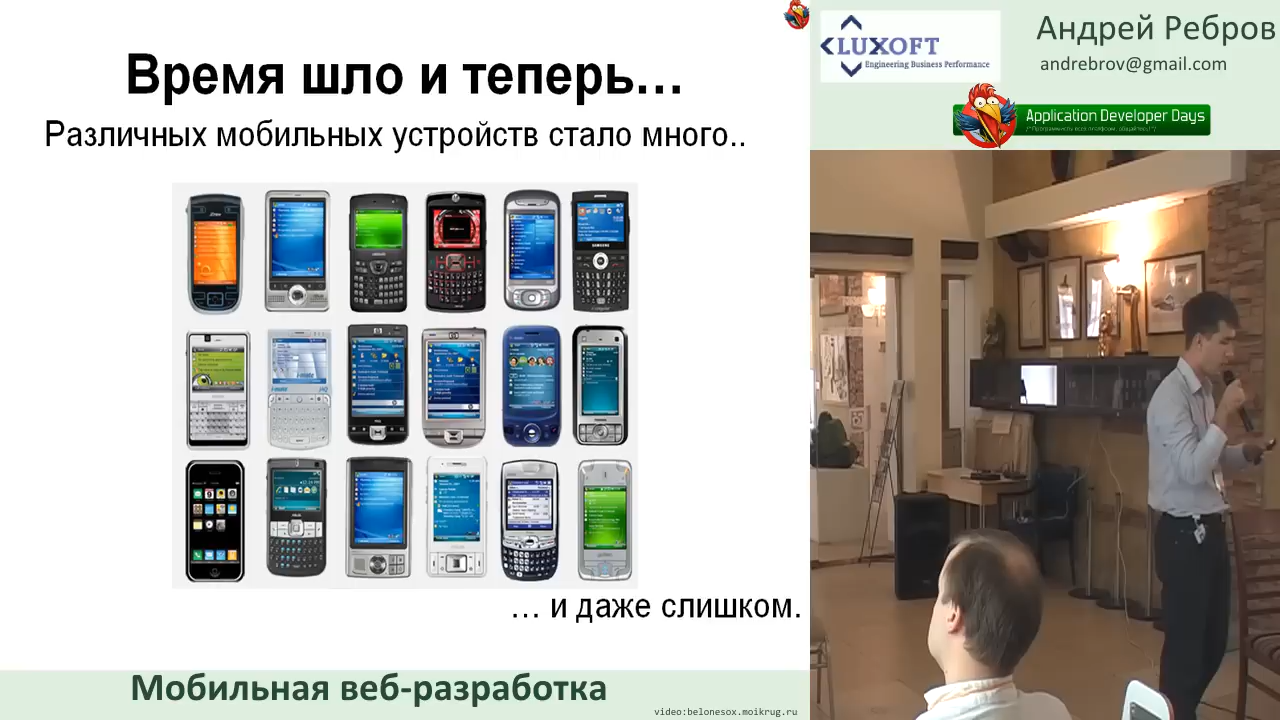 Время шло и теперь...
Различных мобильных устройств стало много..
... и даже слишком.
Мобильная веб-разработка
video:belonesox.moikrug.ru
LUXOFT
Engineering Business Performance
Андрей Ребров
andrebrov@gmail.com
Application Developer Days